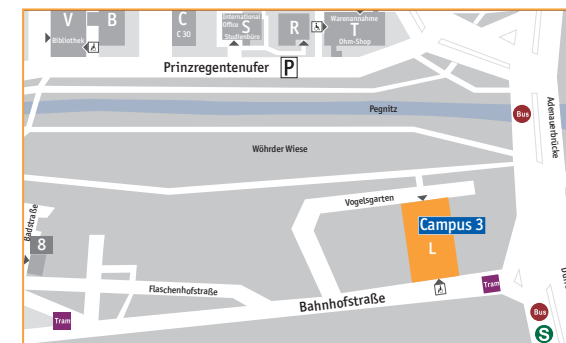 V
B
C
C 30
International
Office
S
Studienbüro
R
Warenannahme
T
Ohm-Shop
Bibliothek
Prinzregentenufer
P
Pegnitz
Bus
Adenauerbrücke
Wöhrder Wiese
Vogelsgarten
Campus 3
L
Badstraße
8
Flaschenhofstraße
Bahnhofstraße
Tram
Tram
Bus
S